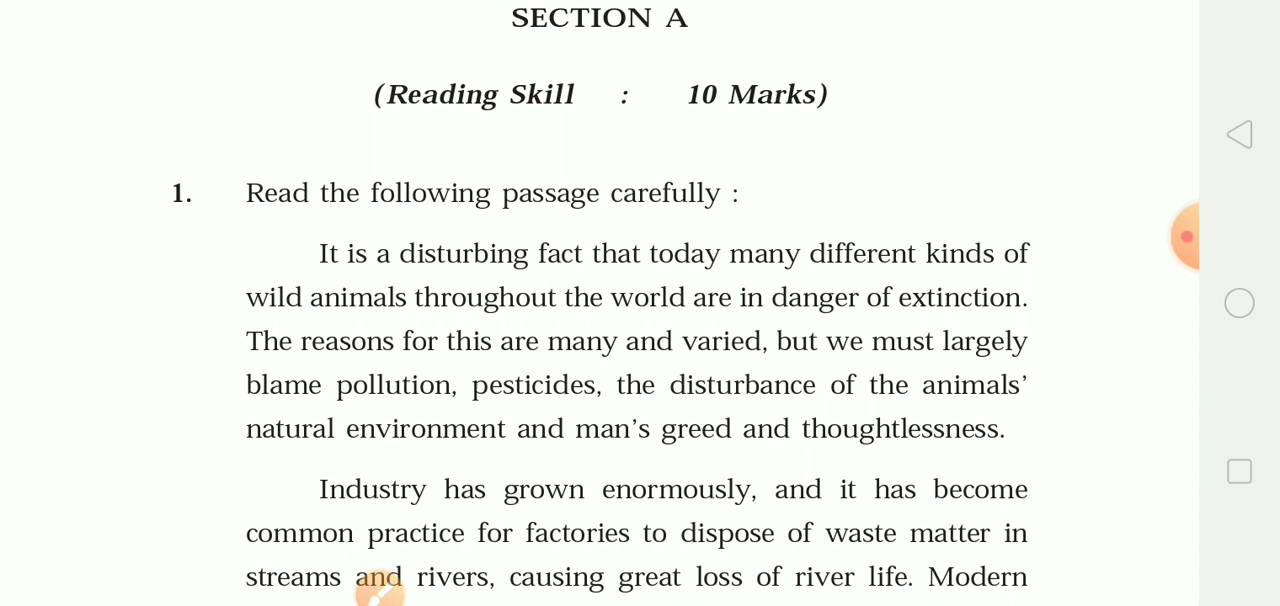 SECTION A
(Reading Skill : 10 Marks)
1. Read the following passage carefully :
It is a disturbing fact that today many different kinds of
wild animals throughout the world are in danger of extinction.
The reasons for this are many and varied, but we must largely
blame pollution, pesticides, the disturbance of the animals’
natural environment and man’s greed and thoughtlessness.
Industry has grown enormously, and it has become
common practice for factories to dispose of waste matter in
streams and rivers, causing great loss of river life. Modern